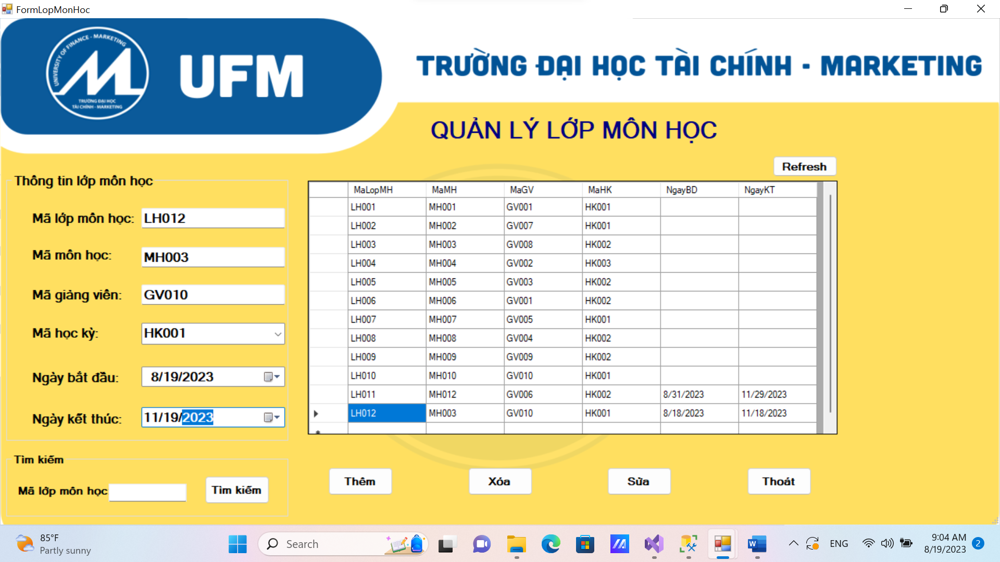 FormLopMonHoc
UNIVERSITY OF FINANCE - MARKETING
TRƯỜNG ĐẠI HỌC
TÀI CHÍNH - MARKETING
UFM
TRƯỜNG ĐẠI HỌC TÀI CHÍNH - MARKETING
QUẢN LÝ LỚP MÔN HỌC
Refresh
Thông tin lớp môn học
Mã lớp môn học: LH012
Mã môn học: MH003
Mã giảng viên: GV010
Mã học kỳ: HK001
Ngày bắt đầu: 8/19/2023
Ngày kết thúc: 11/19/2023
MaLopMH MaMH MaGV MaHK NgayBD NgayKT
LH001 MH001 GV001 HK001
LH002 MH002 GV007 HK001
LH003 MH003 GV008 HK002
LH004 MH004 GV002 HK003
LH005 MH005 GV003 HK002
LH006 MH006 GV001 HK002
LH007 MH007 GV005 HK001
LH008 MH008 GV004 HK002
LH009 MH009 GV009 HK002
LH010 MH010 GV010 HK001
LH011 MH012 GV006 HK002 8/31/2023 11/29/2023
LH012 MH003 GV010 HK001 8/18/2023 11/18/2023
Tìm kiếm
Mã lớp môn học
Tìm kiếm
Thêm
Xóa
Sửa
Thoát
85°F
Partly sunny
Search
W
ENG
9:04 AM
8/19/2023
2